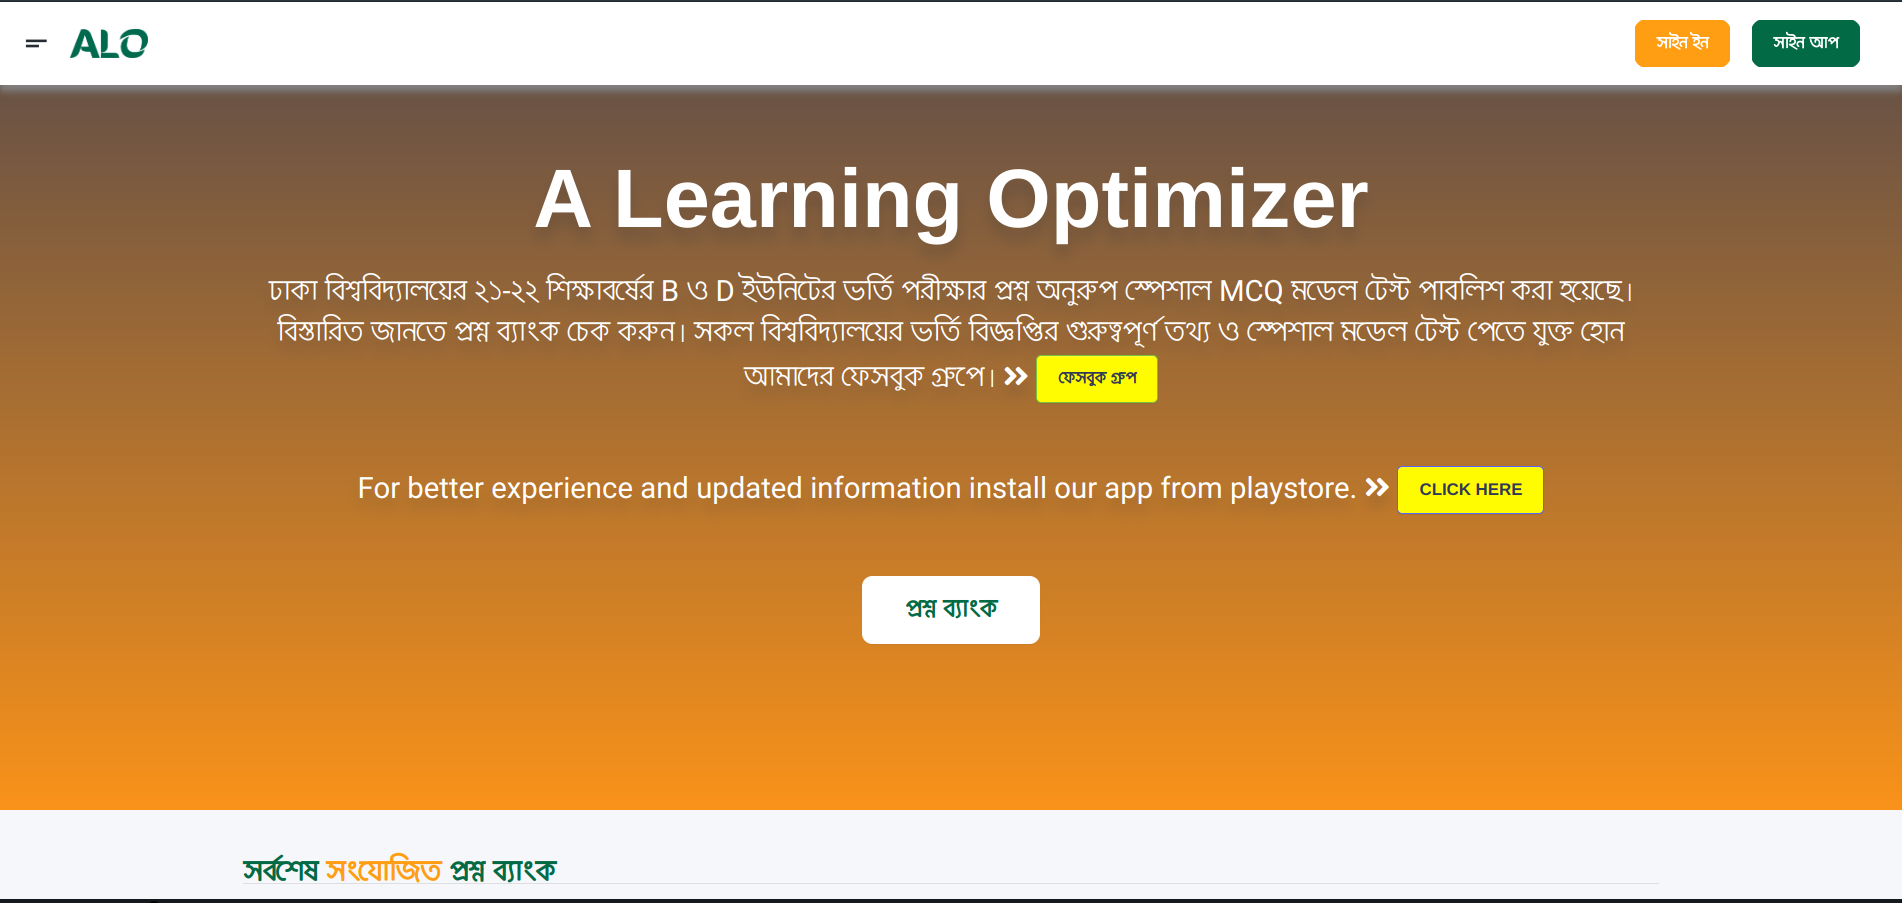 ALO
সাইন ইন
সাইন আপ
A Learning Optimizer
ঢাকা বিশ্ববিদ্যালয়ের ২১-২২ শিক্ষাবর্ষের B ও D ইউনিটের ভর্তি পরীক্ষার প্রশ্ন অনুরুপ স্পেশাল MCQ মডেল টেস্ট পাবলিশ করা হয়েছে।
বিস্তারিত জানতে প্রশ্ন ব্যাংক চেক করুন। সকল বিশ্ববিদ্যালয়ের ভর্তি বিজ্ঞপ্তির গুরুত্বপূর্ণ তথ্য ও স্পেশাল মডেল টেস্ট পেতে যুক্ত হোন
আমাদের ফেসবুক গ্রুপে। » ফেসবুক গ্রুপ
For better experience and updated information install our app from playstore. » CLICK HERE
প্রশ্ন ব্যাংক
সর্বশেষ সংযোজিত প্রশ্ন ব্যাংক